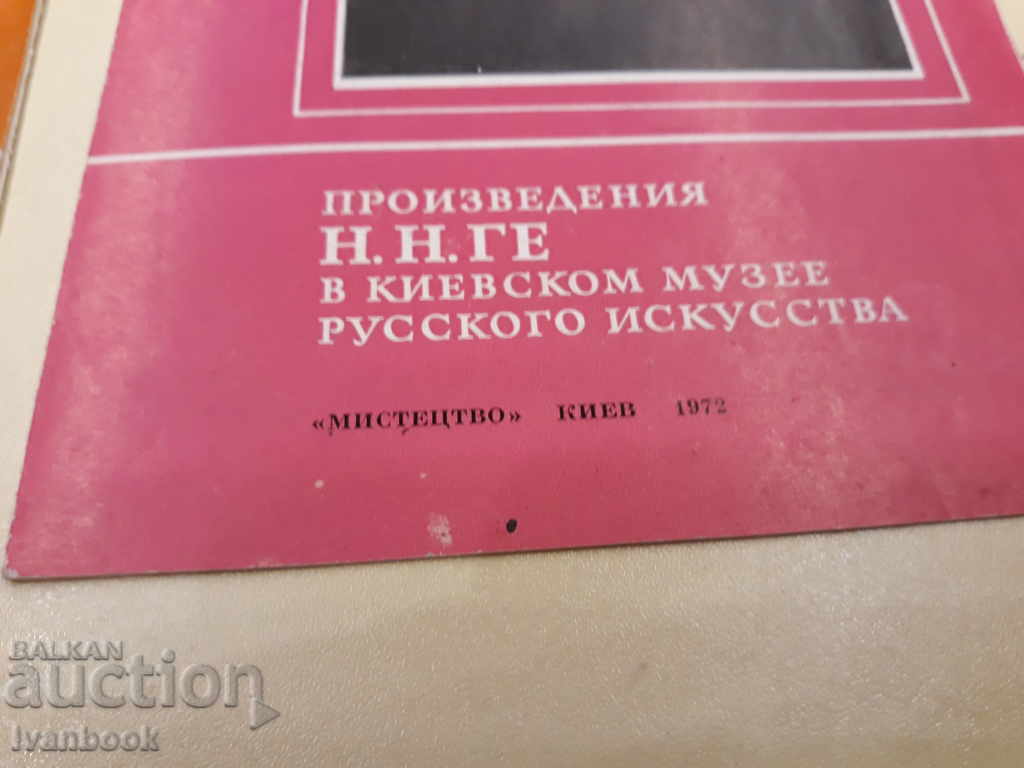 ПРОИЗВЕДЕНИЯ
Н. Н. ГЕ
В КИЕВСКОМ МУЗЕЕ
РУССКОГО ИСКУССТВА
«МИСТЕЦТВО» КИЕВ 1972
BALKAN
auction
Ivanbook